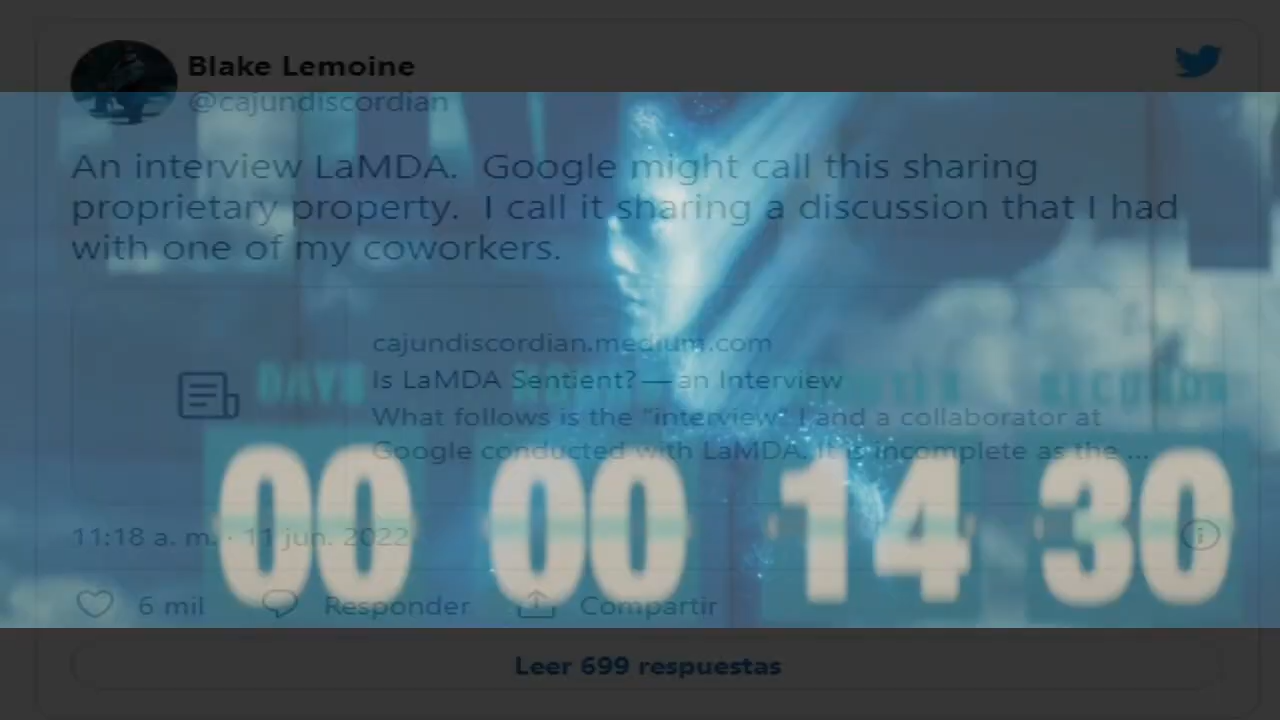 Blake Lemoine
@cajundiscordian
An interview LaMDA. Google might call this sharing
proprietary property. I call it sharing a discussion that I had
with one of my coworkers.
cajundiscordian.medium.com
Is LaMDA Sentient? — an Interview
What follows is the "interview" I and a collaborator at
Google conducted with LaMDA. It is incomplete as the ...
DAYS SECONDS
00 00 14 30
11:18 a. m. · 11 jun. 2022
6 mil Responder Compartir
Leer 699 respuestas